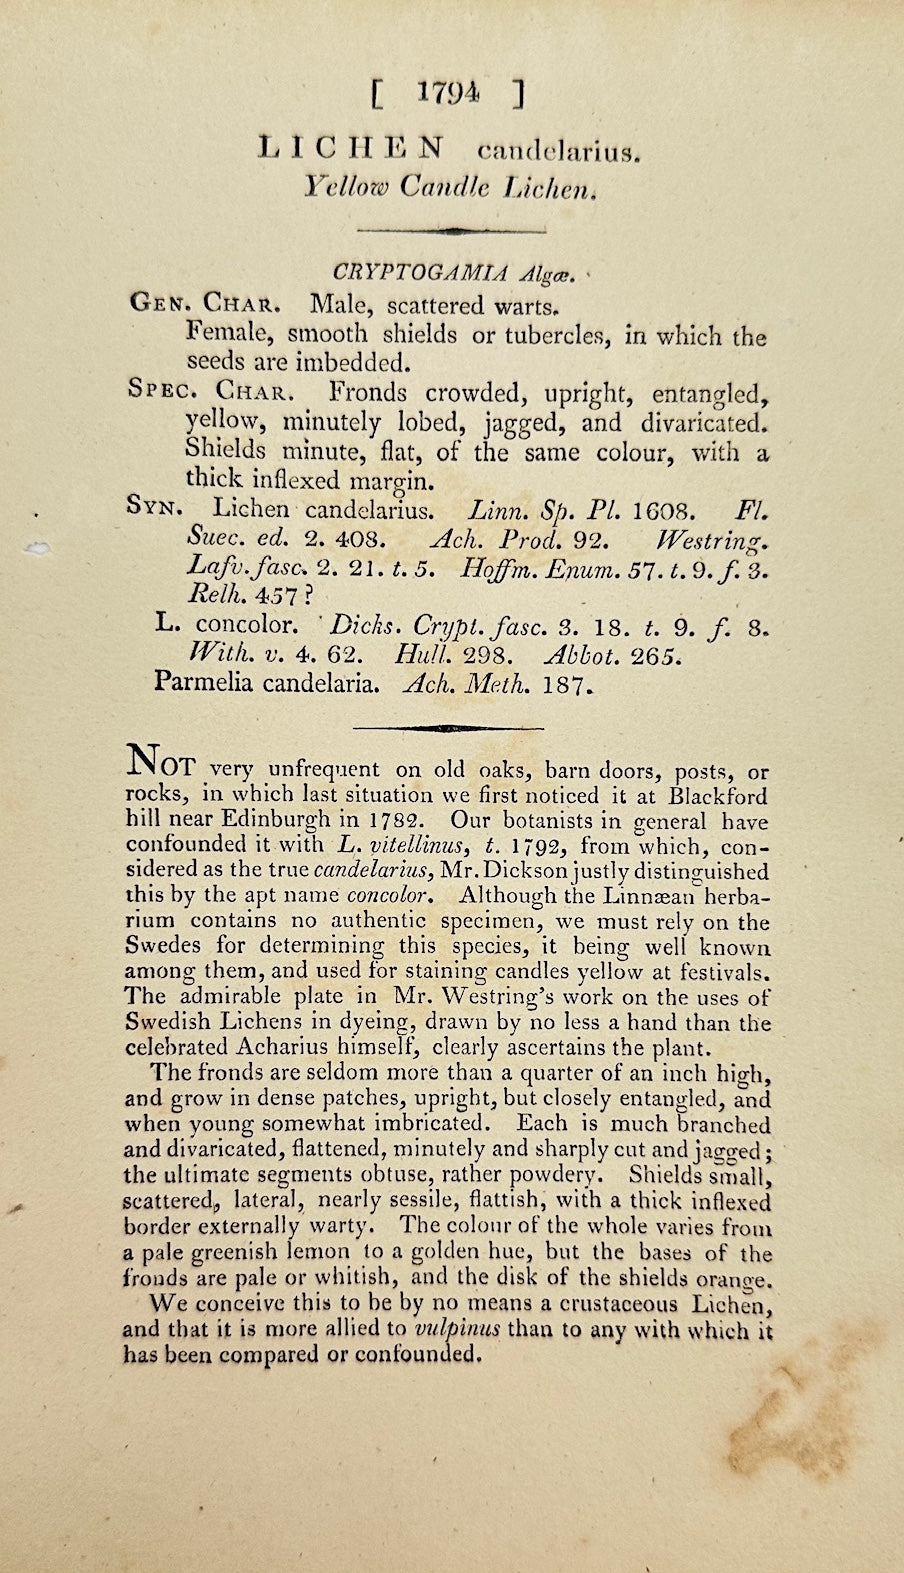 [ 1794 ]
LICHEN candelarius.
Yellow Candle Lichen.
CRYPTOGAMIA Algæ.
GEN. CHAR. Male, scattered warts.
Female, smooth shields or tubercles, in which the
seeds are imbedded.
SPEC. CHAR. Fronds crowded, upright, entangled,
yellow, minutely lobed, jagged, and divaricated.
Shields minute, flat, of the same colour, with a
thick inflexed margin.
SYN. Lichen candelarius. Linn. Sp. Pl. 1608. Fl.
Suec. ed. 2. 408. Ach. Prod. 92. Westring.
Lafv. fasc. 2. 21. t. 5. Hoffm. Enum. 57. t. 9. f. 3.
Relh. 457?
L. concolor. Dicks. Crypt. fasc. 3. 18. t. 9. f. 8.
With. v. 4. 62. Hull. 298. Abbot. 265.
Parmelia candelaria. Ach. Meth. 187.
NOT very unfrequent on old oaks, barn doors, posts, or
rocks, in which last situation we first noticed it at Blackford
hill near Edinburgh in 1782. Our botanists in general have
confounded it with L. vitellinus, t. 1792, from which, con-
sidered as the true candelarius, Mr. Dickson justly distinguished
this by the apt name concolor. Although the Linnæan herba-
rium contains no authentic specimen, we must rely on the
Swedes for determining this species, it being well known
among them, and used for staining candles yellow at festivals.
The admirable plate in Mr. Westring's work on the uses of
Swedish Lichens in dyeing, drawn by no less a hand than the
celebrated Acharius himself, clearly ascertains the plant.
The fronds are seldom more than a quarter of an inch high,
and grow in dense patches, upright, but closely entangled, and
when young somewhat imbricated. Each is much branched
and divaricated, flattened, minutely and sharply cut and jagged;
the ultimate segments obtuse, rather powdery. Shields small,
scattered, lateral, nearly sessile, flattish, with a thick inflexed
border externally warty. The colour of the whole varies from
a pale greenish lemon to a golden hue, but the bases of the
fronds are pale or whitish, and the disk of the shields orange.
We conceive this to be by no means a crustaceous Lichen,
and that it is more allied to vulpinus than to any with which it
has been compared or confounded.